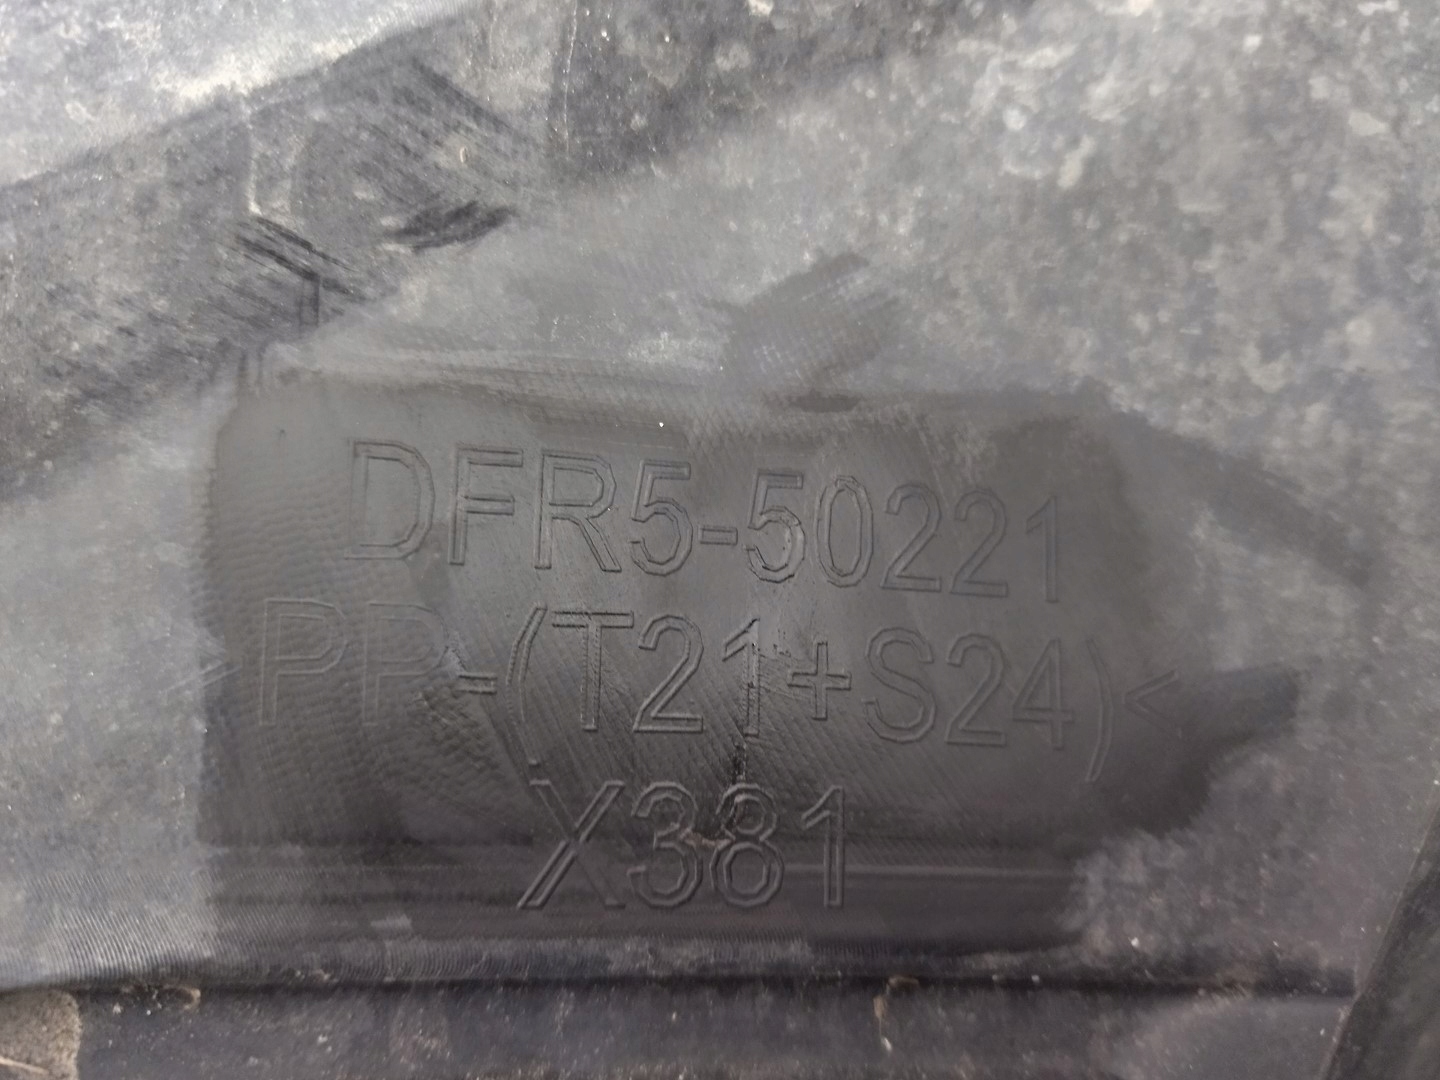 DFR5-50221
>PP-(T21+S24)<
X381